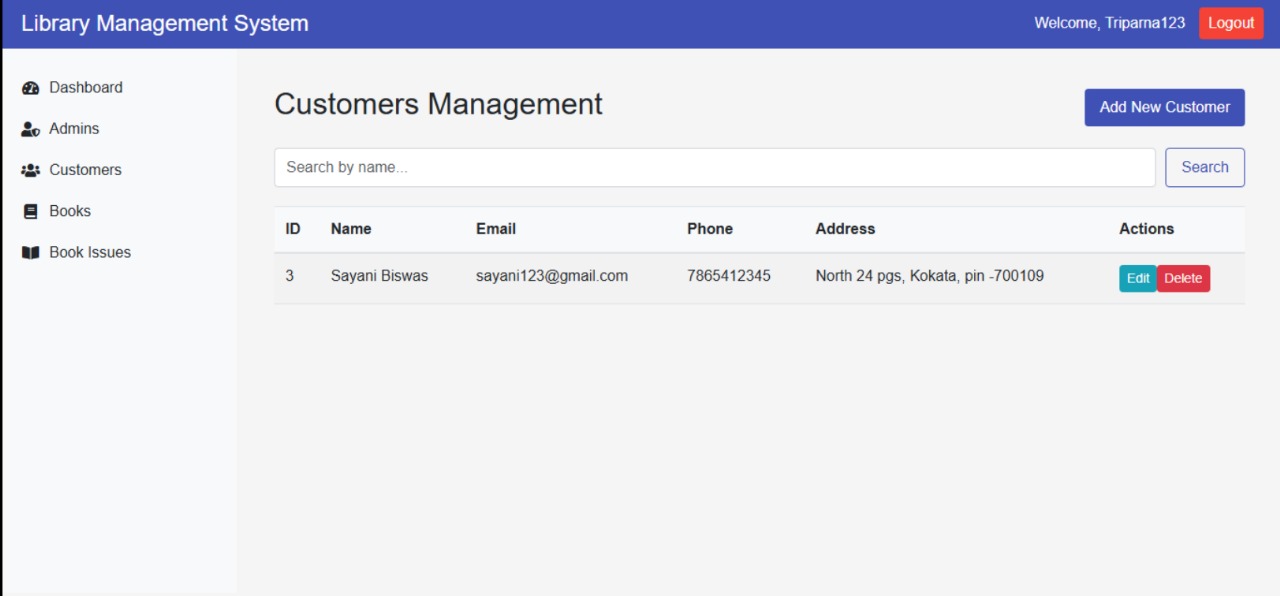 Library Management System Welcome, Triparna123 Logout
Dashboard
Admins
Customers
Books
Book Issues
Customers Management Add New Customer
Search by name... Search
ID Name Email Phone Address Actions
3 Sayani Biswas sayani123@gmail.com 7865412345 North 24 pgs, Kokata, pin -700109 Edit Delete